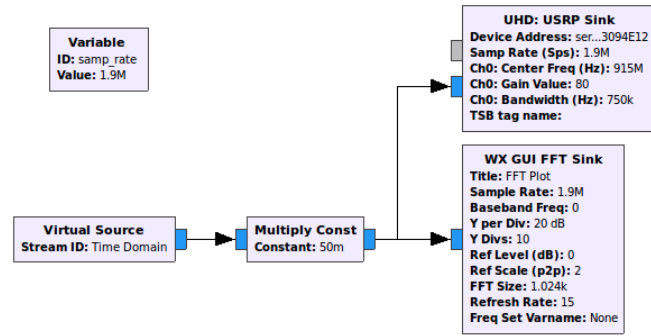 Variable
ID: samp_rate
Value: 1.9M
UHD: USRP Sink
Device Address: ser...3094E12
Samp Rate (Sps): 1.9M
Ch0: Center Freq (Hz): 915M
Ch0: Gain Value: 80
Ch0: Bandwidth (Hz): 750k
TSB tag name:
Virtual Source
Stream ID: Time Domain
Multiply Const
Constant: 50m
WX GUI FFT Sink
Title: FFT Plot
Sample Rate: 1.9M
Baseband Freq: 0
Y per Div: 20 dB
Y Divs: 10
Ref Level (dB): 0
Ref Scale (p2p): 2
FFT Size: 1.024k
Refresh Rate: 15
Freq Set Varname: None